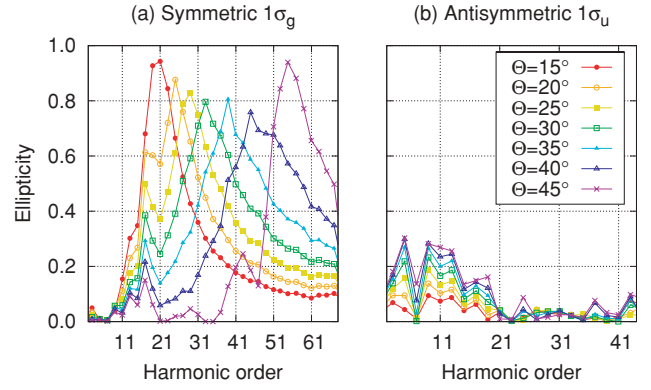 (a) Symmetric 1σg
(b) Antisymmetric 1σu
Ellipticity
1.0
0.8
0.6
0.4
0.2
0.0
11 21 31 41 51 61
Harmonic order
Θ=15°
Θ=20°
Θ=25°
Θ=30°
Θ=35°
Θ=40°
Θ=45°
11 21 31 41
Harmonic order